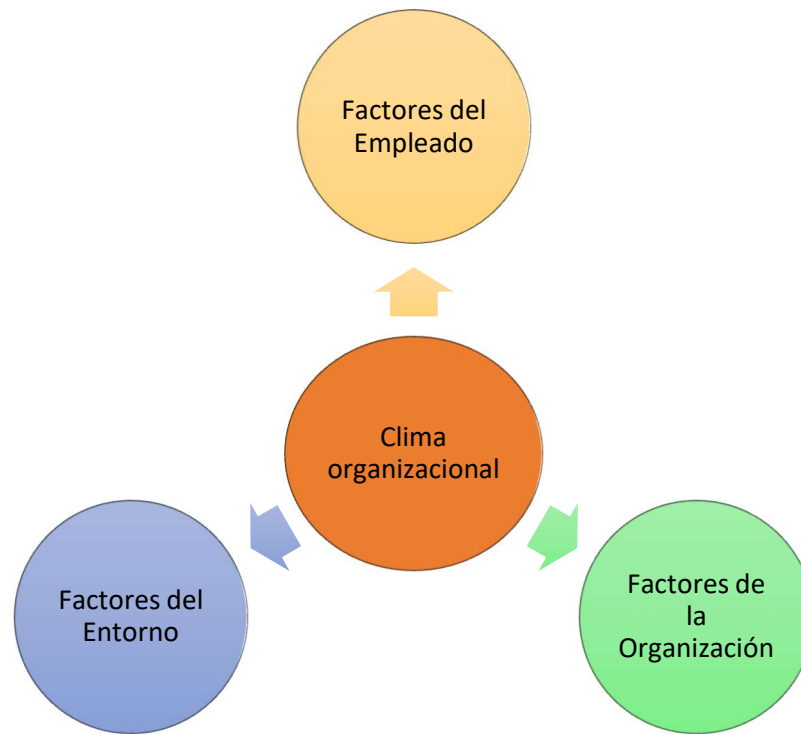 Factores del
Empleado
Clima
organizacional
Factores del
Entorno
Factores de
la
Organización